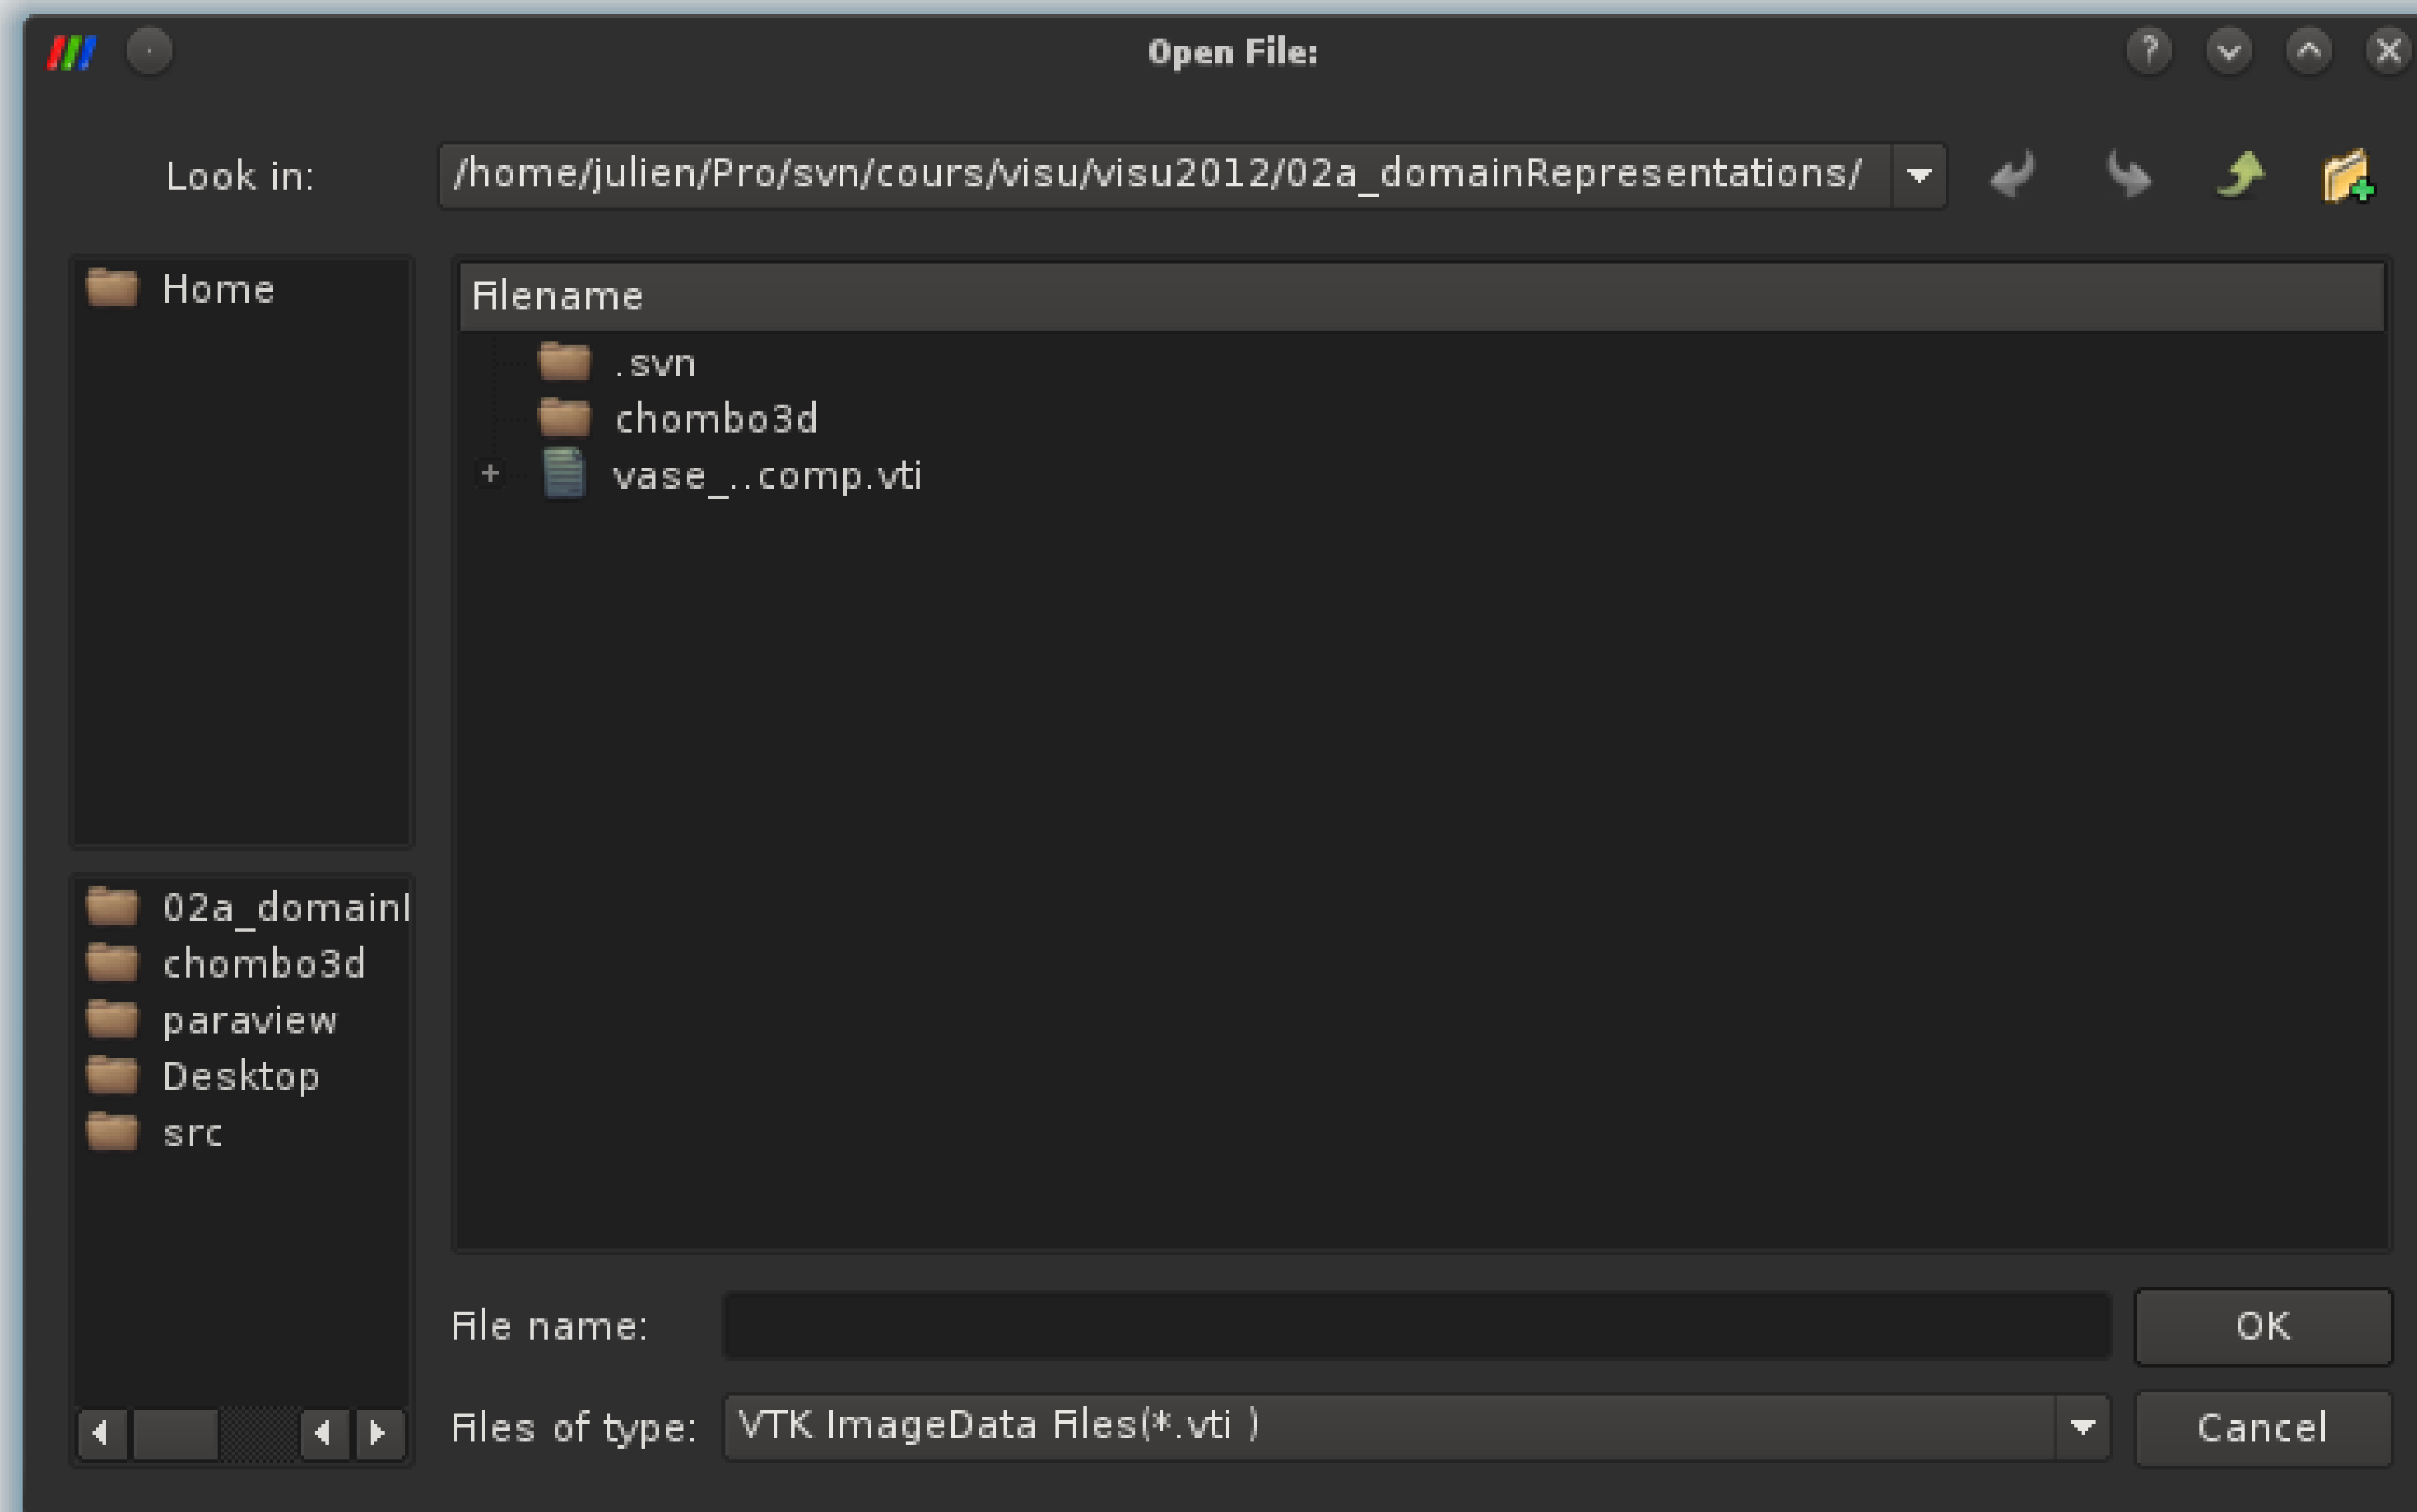 Open File:
Look in: /home/julien/Pro/svn/cours/visu/visu2012/02a_domainRepresentations/
Home
Filename
.svn
chombo3d
vase_..comp.vti
02a_domain
chombo3d
paraview
Desktop
src
File name:
OK
Files of type: VTK ImageData Files(*.vti )
Cancel